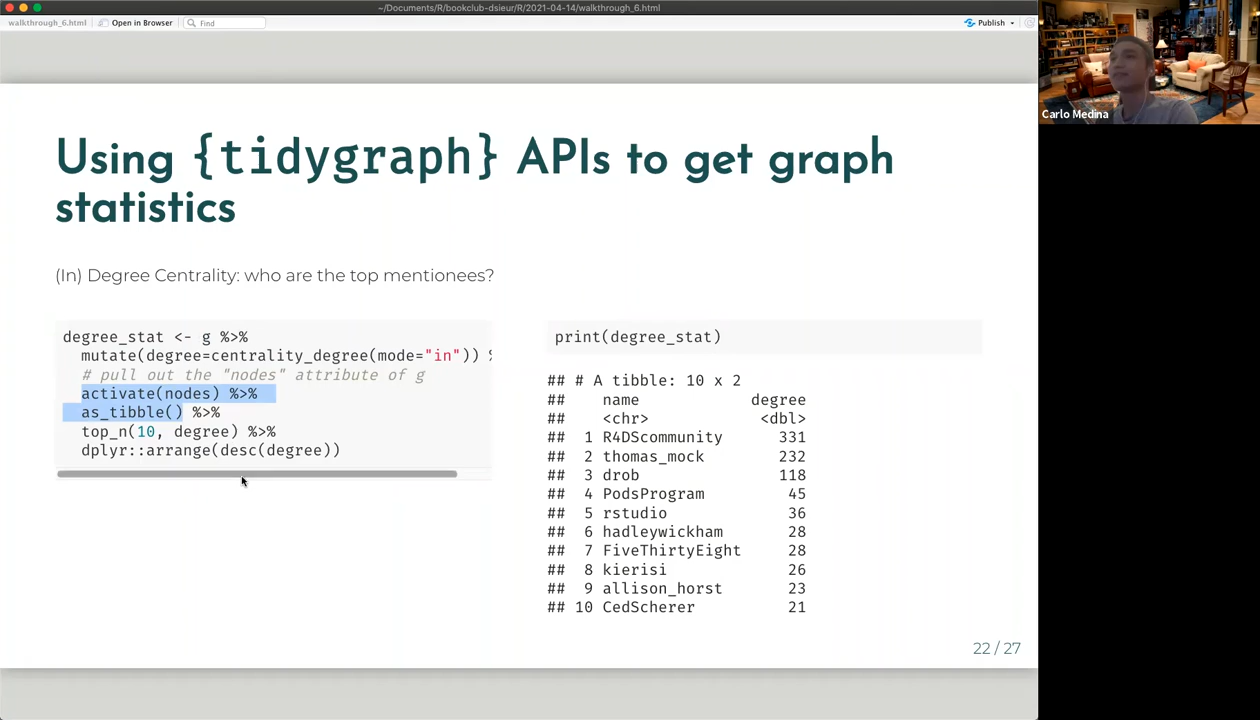 ~/Documents/R/bookclub-dsieur/R/2021-04-14/walkthrough_6.html
walkthrough_6.html
Open in Browser
Find
Publish
Carlo Medina
Using {tidygraph} APIs to get graph
statistics
(In) Degree Centrality: who are the top mentionees?
degree_stat <- g %>%
mutate(degree=centrality_degree(mode="in")) %
# pull out the "nodes" attribute of g
activate(nodes) %>%
as_tibble() %>%
top_n(10, degree) %>%
dplyr::arrange(desc(degree))
print(degree_stat)
## # A tibble: 10 x 2
##    name            degree
##    <chr>            <dbl>
##  1 R4DScommunity      331
##  2 thomas_mock        232
##  3 drob               118
##  4 PodsProgram         45
##  5 rstudio             36
##  6 hadleywickham       28
##  7 FiveThirtyEight     28
##  8 kierisi             26
##  9 allison_horst       23
## 10 CedScherer          21
22 / 27